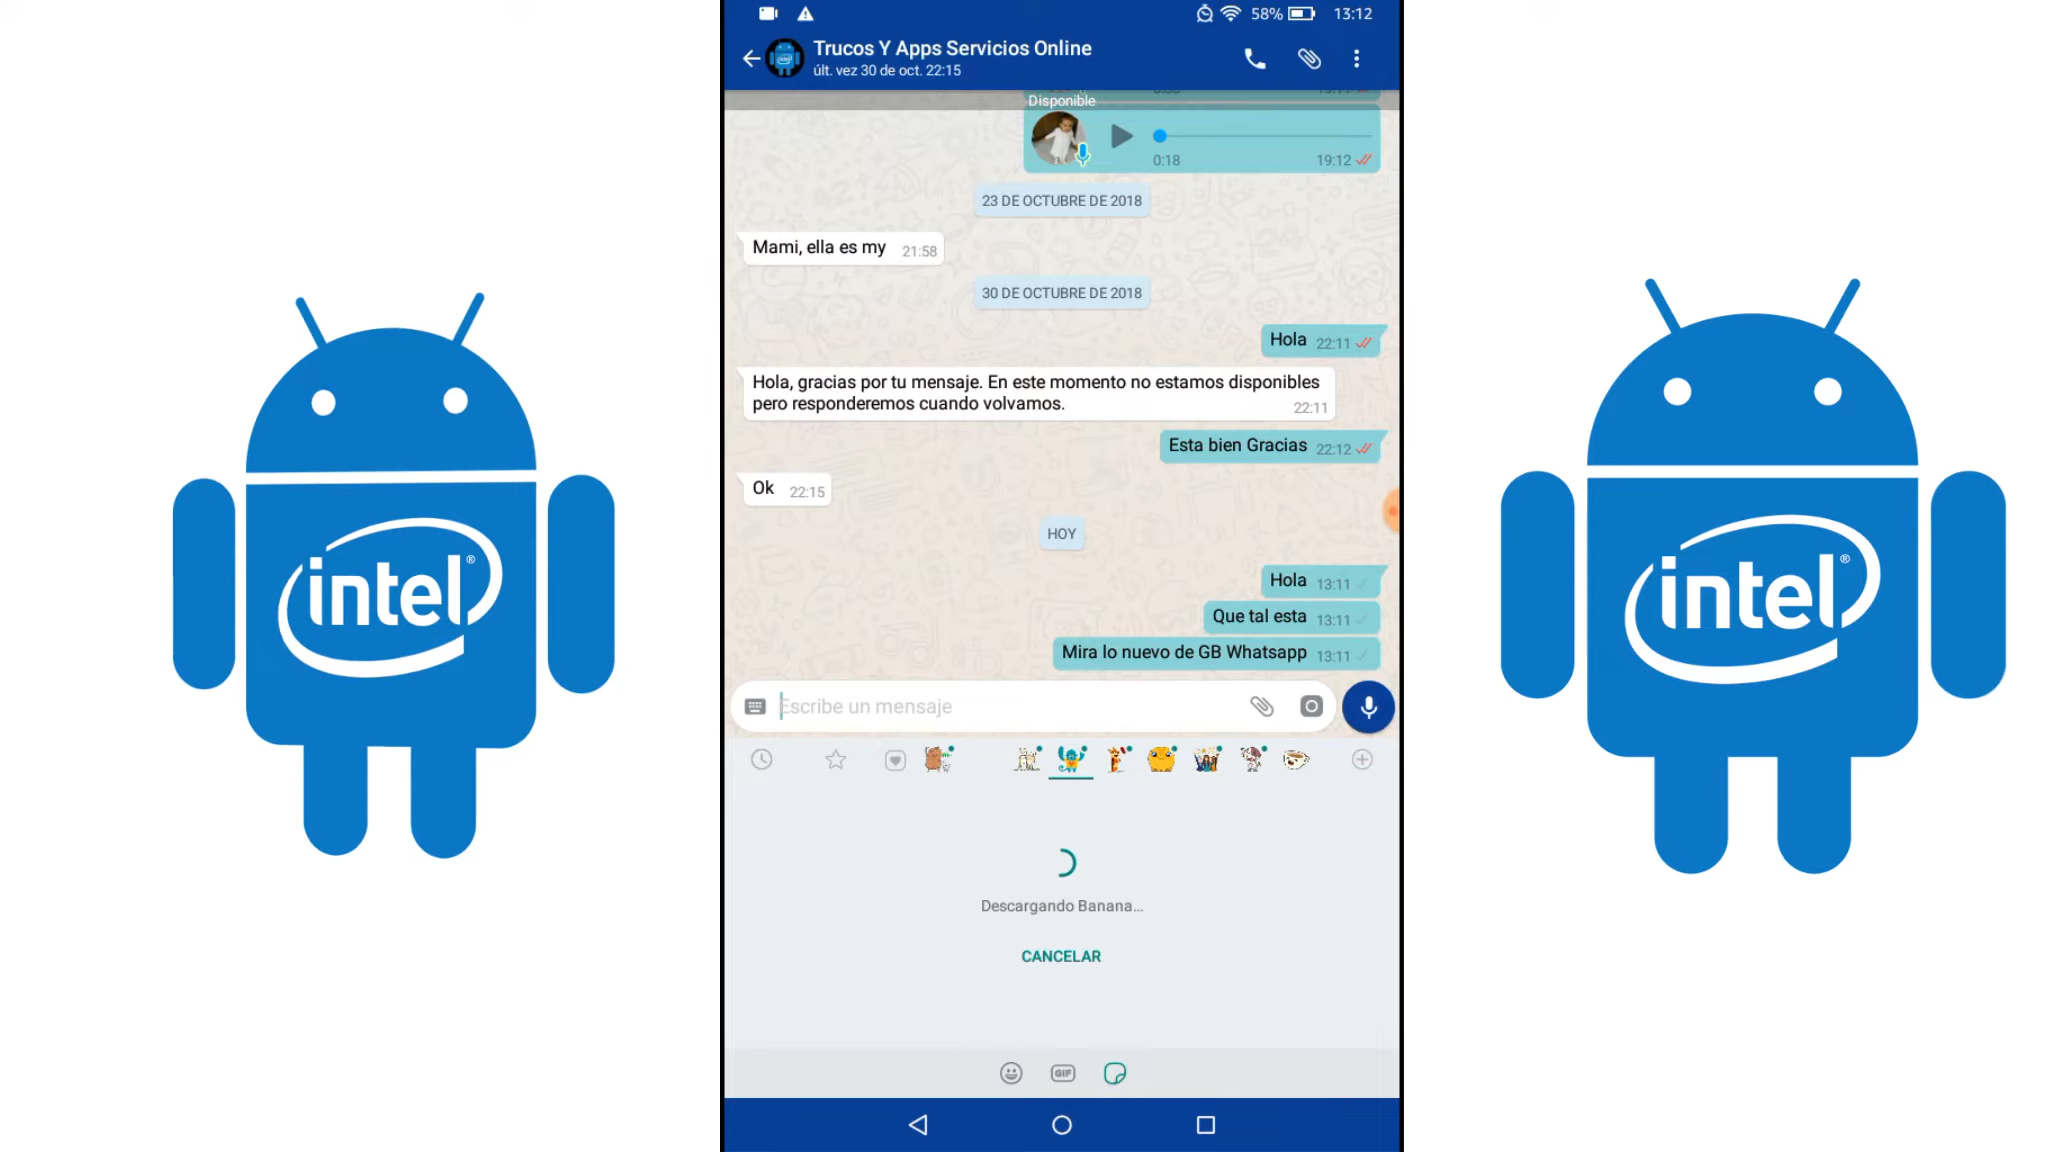 58% 13:12
Trucos Y Apps Servicios Online
últ. vez 30 de oct. 22:15
Disponible
0:18 19:12
23 DE OCTUBRE DE 2018
Mami, ella es my 21:58
30 DE OCTUBRE DE 2018
Hola 22:11
Hola, gracias por tu mensaje. En este momento no estamos disponibles
pero responderemos cuando volvamos. 22:11
Esta bien Gracias 22:12
Ok 22:15
HOY
Hola 13:11
Que tal esta 13:11
Mira lo nuevo de GB Whatsapp 13:11
Escribe un mensaje
Descargando Banana...
CANCELAR
GIF
intel®
intel®